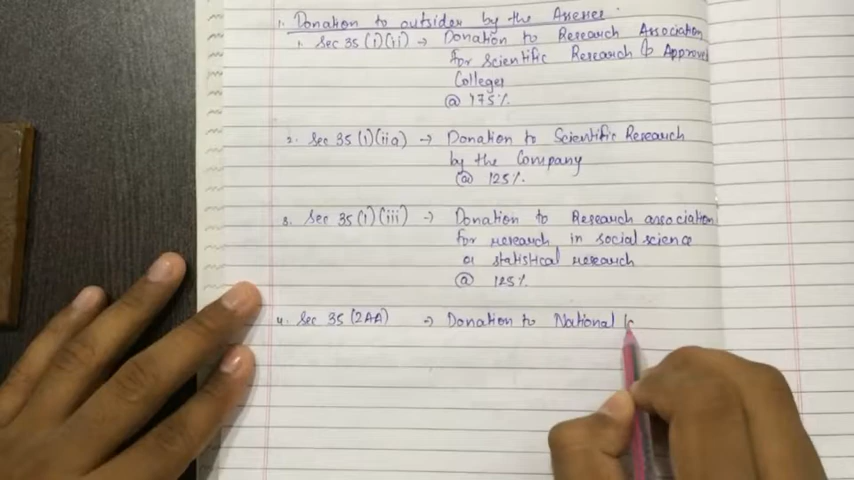 1. Donation to outsider by the Assesse.
1. Sec 35 (1)(ii) → Donation to Research Association
for Scientific Research & Approved
Colleges
@ 175%.
2. Sec 35 (1)(iia) → Donation to Scientific Research
by the Company
@ 125%.
3. Sec 35 (1)(iii) → Donation to Research association
for research in social science
or statistical research
@ 125%.
4. Sec 35 (2AA) → Donation to National